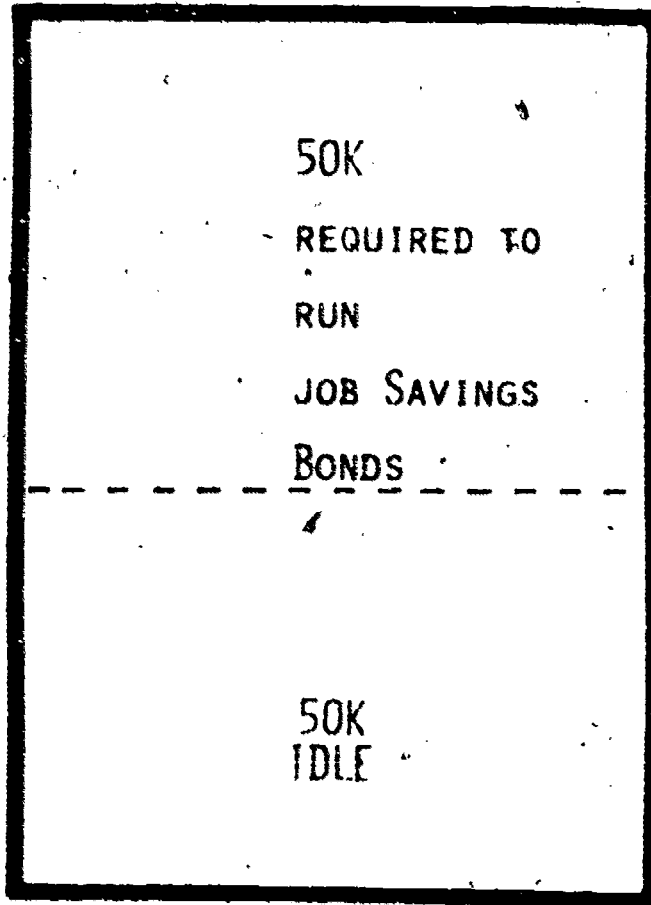 50K
REQUIRED TO
RUN
JOB SAVINGS
BONDS
50K
IDLE